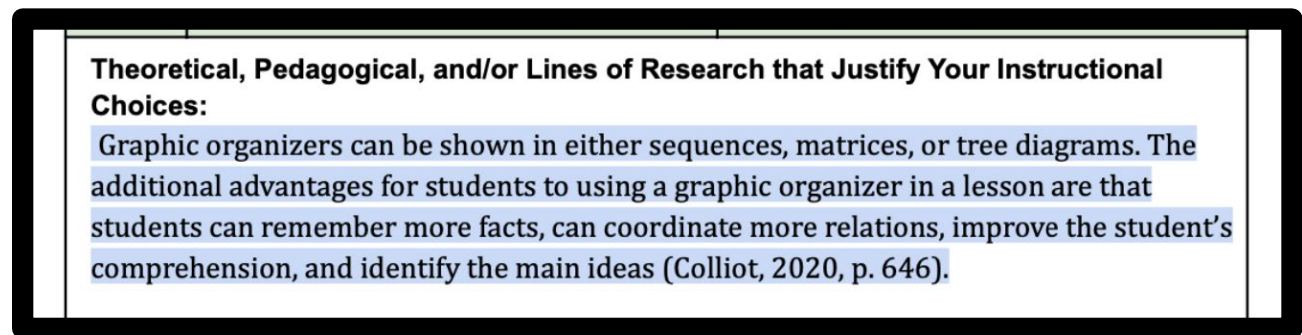 Theoretical, Pedagogical, and/or Lines of Research that Justify Your Instructional
Choices:
Graphic organizers can be shown in either sequences, matrices, or tree diagrams. The
additional advantages for students to using a graphic organizer in a lesson are that
students can remember more facts, can coordinate more relations, improve the student’s
comprehension, and identify the main ideas (Colliot, 2020, p. 646).